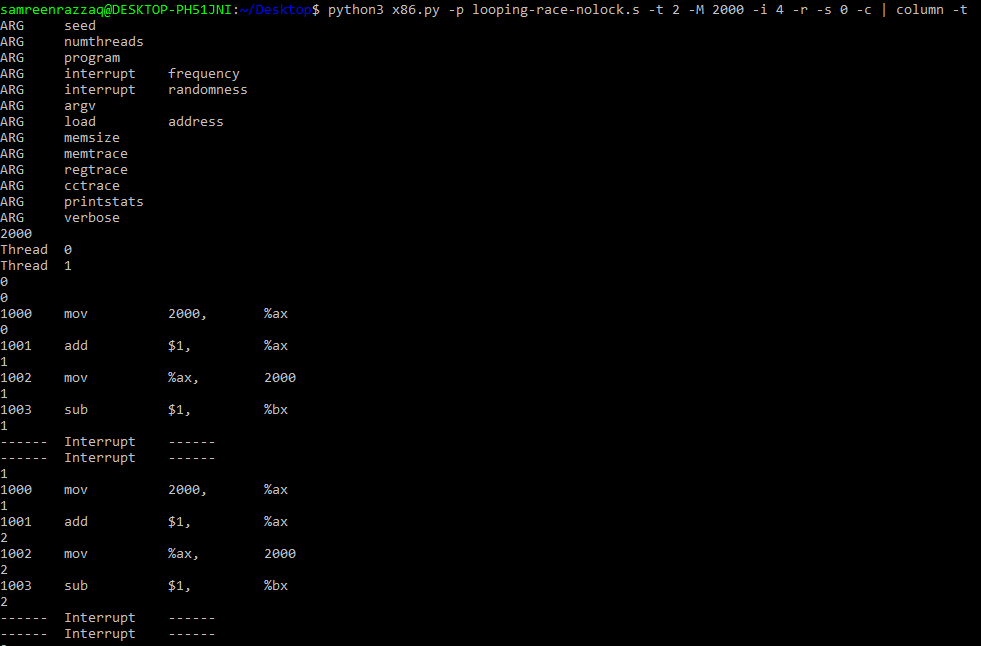 samreenrazzaq@DESKTOP-PH51JNI:~/Desktop$ python3 x86.py -p looping-race-nolock.s -t 2 -M 2000 -i 4 -r -s 0 -c | column -t
ARG seed
ARG numthreads
ARG program
ARG interrupt frequency
ARG interrupt randomness
ARG argv
ARG load address
ARG memsize
ARG memtrace
ARG regtrace
ARG cctrace
ARG printstats
ARG verbose
2000
Thread 0
Thread 1
0
0
1000 mov 2000, %ax
0
1001 add $1, %ax
1
1002 mov %ax, 2000
1
1003 sub $1, %bx
1
------ Interrupt ------
------ Interrupt ------
1
1000 mov 2000, %ax
1
1001 add $1, %ax
2
1002 mov %ax, 2000
2
1003 sub $1, %bx
2
------ Interrupt ------
------ Interrupt ------